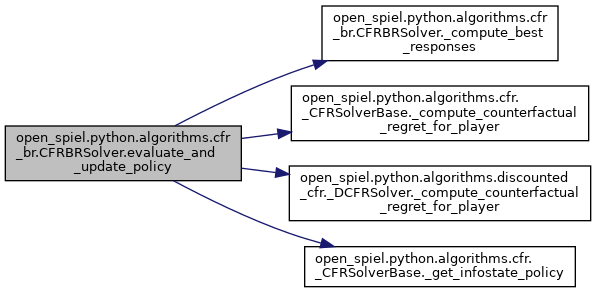 open_spiel.python.algorithms.cfr
_br.CFRBRSolver._compute_best
_responses
open_spiel.python.algorithms.cfr.
_CFRSolverBase._compute_counterfactual
_regret_for_player
open_spiel.python.algorithms.cfr
_br.CFRBRSolver.evaluate_and
_update_policy
open_spiel.python.algorithms.discounted
_cfr._DCFRSolver._compute_counterfactual
_regret_for_player
open_spiel.python.algorithms.cfr.
_CFRSolverBase._get_infostate_policy